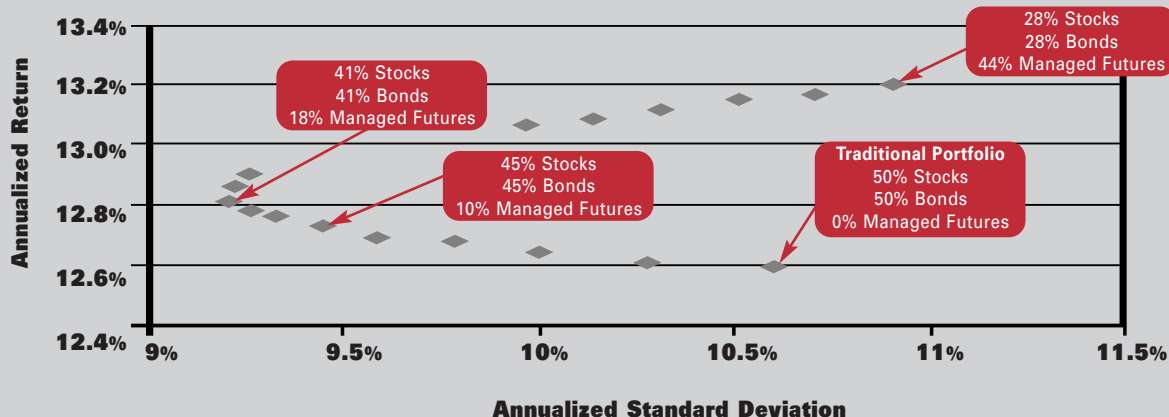 Annualized Return
13.4%
13.2%
13.0%
12.8%
12.6%
12.4%
41% Stocks
41% Bonds
18% Managed Futures
45% Stocks
45% Bonds
10% Managed Futures
28% Stocks
28% Bonds
44% Managed Futures
Traditional Portfolio
50% Stocks
50% Bonds
0% Managed Futures
9%
9.5%
10%
10.5%
11%
11.5%
Annualized Standard Deviation